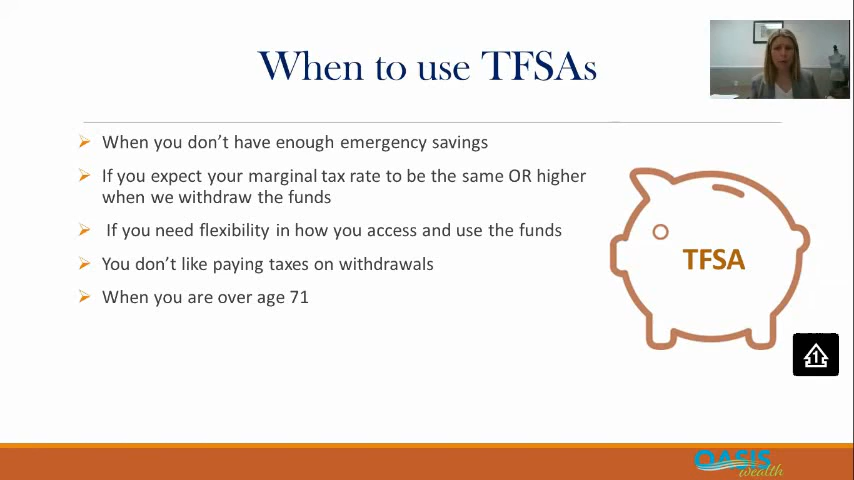 When to use TFSAs
When you don't have enough emergency savings
If you expect your marginal tax rate to be the same OR higher
when we withdraw the funds
If you need flexibility in how you access and use the funds
You don't like paying taxes on withdrawals
When you are over age 71
TFSA
1
OASIS
wealth